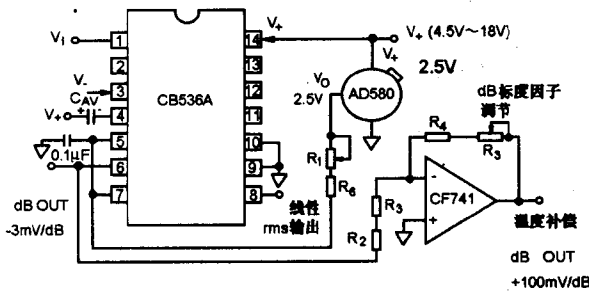 V₊
V₊ (4.5V～18V)
V₁
1
14
2
13
V₋
3
12
C_AV
V₊
+
-
4
11
CB536A
5
10
0.1μF
6
9
7
8
dB OUT
-3mV/dB
V₊
2.5V
AD580
V_O
2.5V
R₁
R₆
线性
rms输出
dB标度因子
调节
R₄
R₃
R₃
R₂
-
+
CF741
温度补偿
dB OUT
+100mV/dB